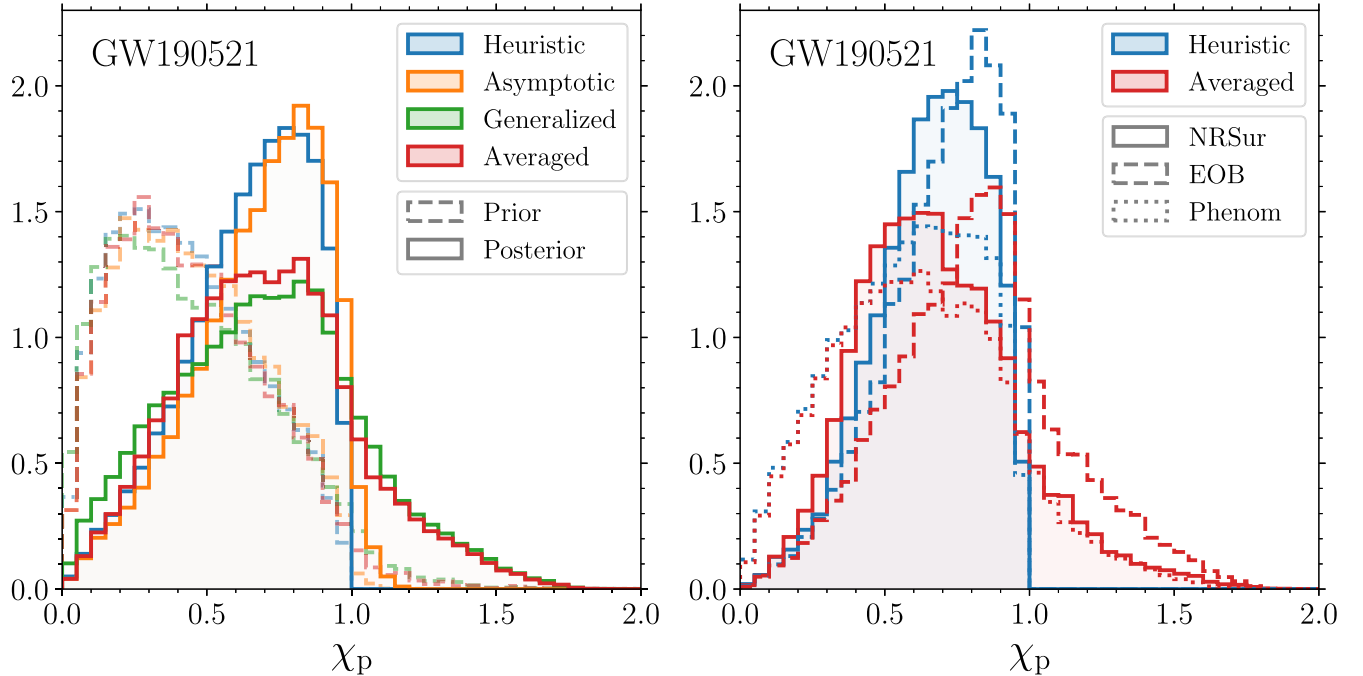 GW190521
Heuristic
Asymptotic
Generalized
Averaged
Prior
Posterior
2.0
1.5
1.0
0.5
0.0
0.0 0.5 1.0 1.5 2.0
χp
GW190521
Heuristic
Averaged
NRSur
EOB
Phenom
2.0
1.5
1.0
0.5
0.0
0.0 0.5 1.0 1.5 2.0
χp